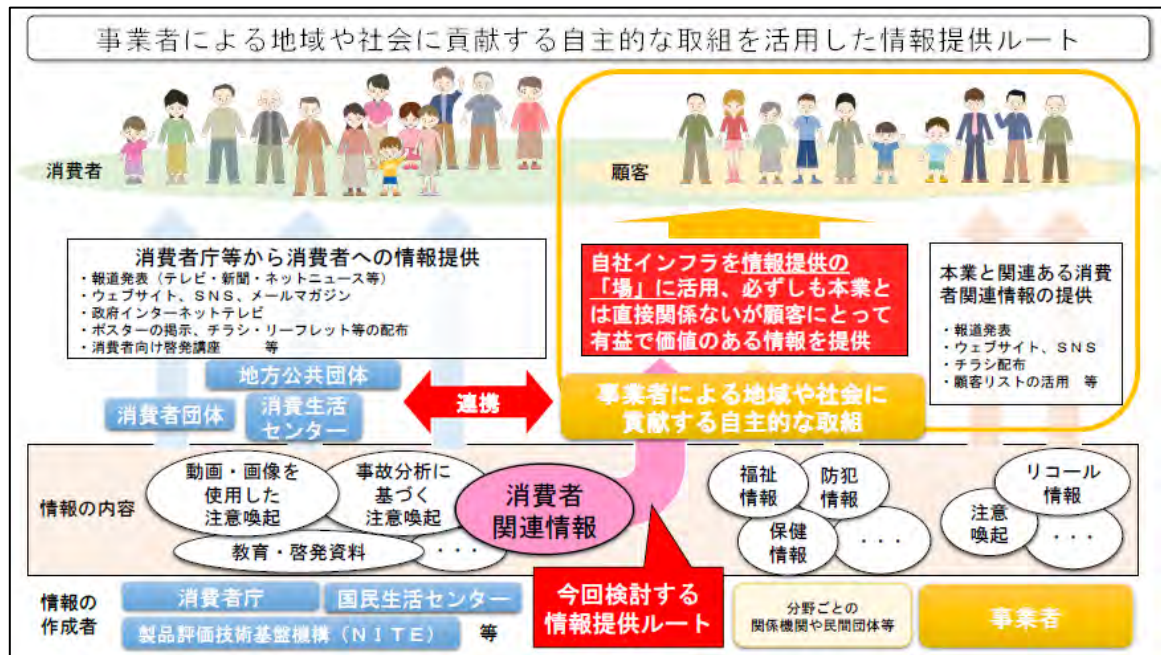 事業者による地域や社会に貢献する自主的な取組を活用した情報提供ルート
消費者
顧客
消費者庁等から消費者への情報提供
・報道発表（テレビ・新聞・ネットニュース等）
・ウェブサイト、ＳＮＳ、メールマガジン
・政府インターネットテレビ
・ポスターの掲示、チラシ・リーフレット等の配布
・消費者向け啓発講座　　等
自社インフラを情報提供の
「場」に活用、必ずしも本業と
は直接関係ないが顧客にとって
有益で価値のある情報を提供
本業と関連ある消費
者関連情報の提供
・報道発表
・ウェブサイト、ＳＮＳ
・チラシ配布
・顧客リストの活用　等
地方公共団体
消費者団体
消費生活
センター
連携
事業者による地域や社会に
貢献する自主的な取組
情報の内容
動画・画像を
使用した
注意喚起
事故分析に
基づく
注意喚起
教育・啓発資料
・・・
消費者
関連情報
福祉
情報
防犯
情報
保健
情報
・・・
リコール
情報
注意
喚起
・・・
情報の
作成者
消費者庁
国民生活センター
製品評価技術基盤機構（ＮＩＴＥ）
等
今回検討する
情報提供ルート
分野ごとの
関係機関や民間団体等
事業者